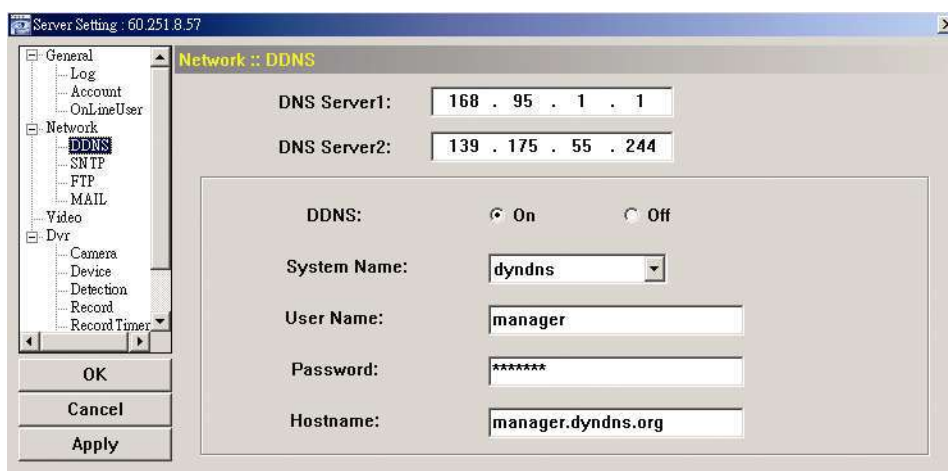 Server Setting : 60.251.8.57
General
Log
Account
OnLineUser
Network
DDNS
SNTP
FTP
MAIL
Video
Dvr
Camera
Device
Detection
Record
RecordTimer
OK
Cancel
Apply
Network :: DDNS
DNS Server1: 168 . 95 . 1 . 1
DNS Server2: 139 . 175 . 55 . 244
DDNS: On Off
System Name: dyndns
User Name: manager
Password: *******
Hostname: manager.dyndns.org